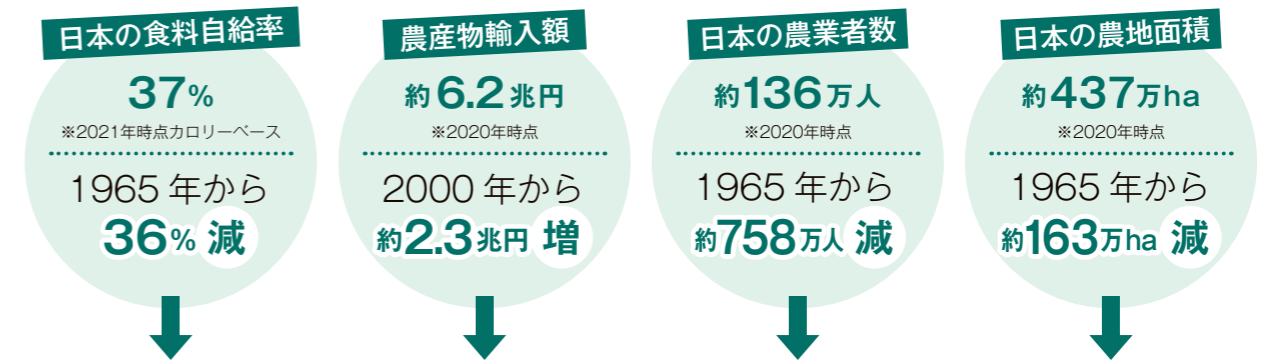 日本の食料自給率
37%
※2021年時点カロリーベース
1965年から
36%減
農産物輸入額
約6.2兆円
※2020年時点
2000年から
約2.3兆円増
日本の農業者数
約136万人
※2020年時点
1965年から
約758万人減
日本の農地面積
約437万ha
※2020年時点
1965年から
約163万ha減